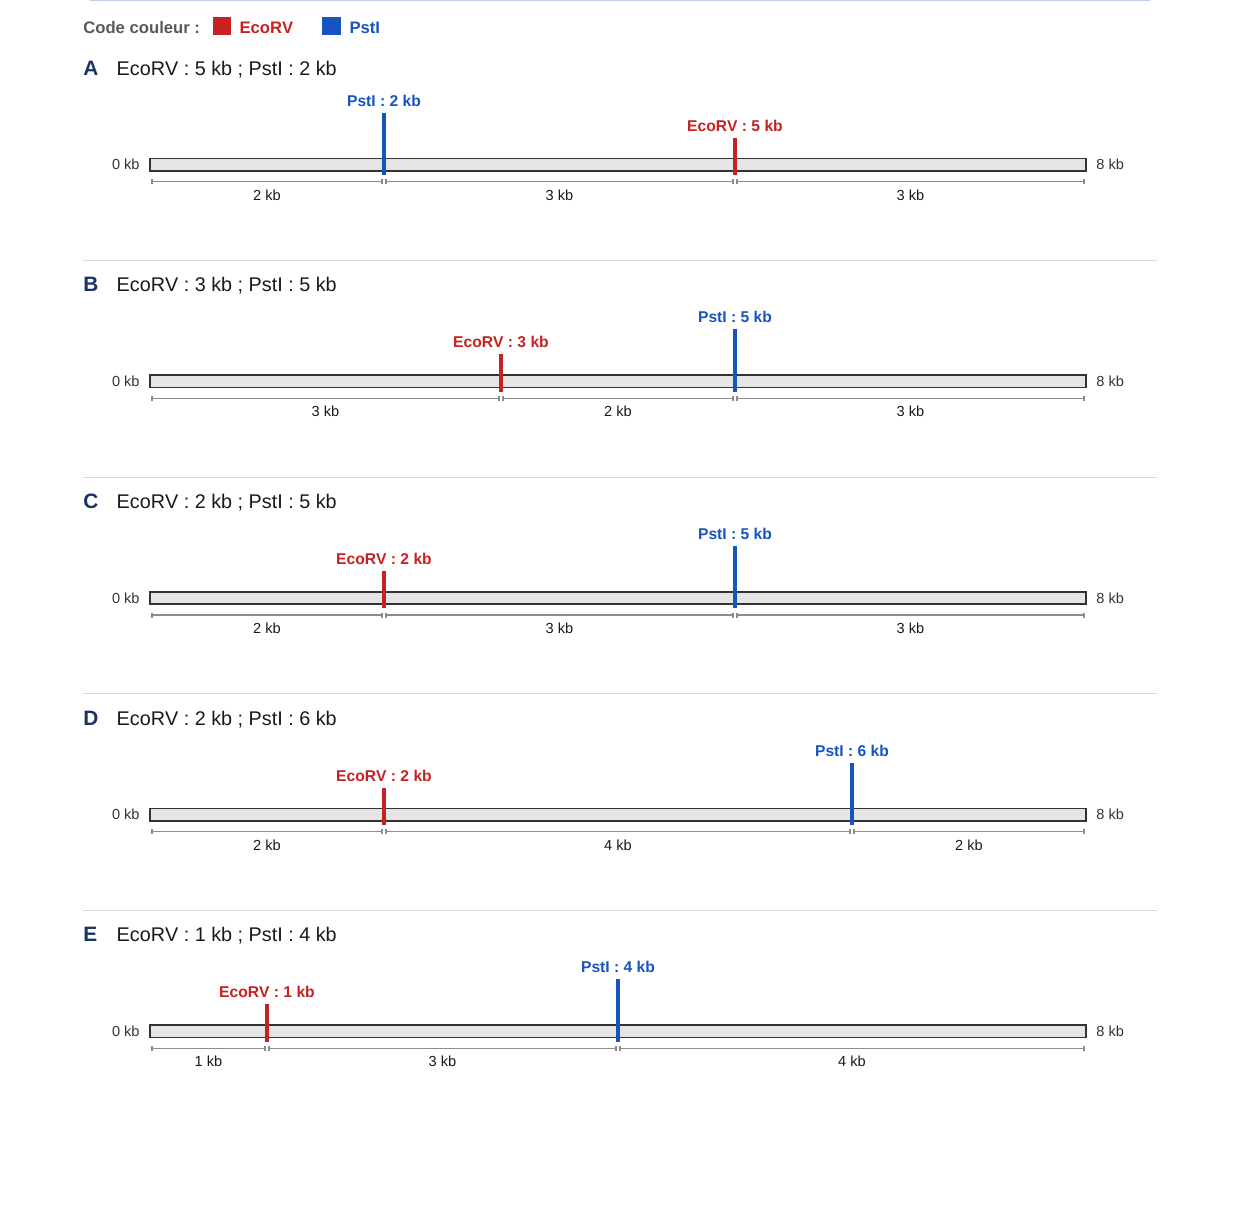 Code couleur : EcoRV PstI
A EcoRV : 5 kb ; PstI : 2 kb
PstI : 2 kb
EcoRV : 5 kb
0 kb 8 kb
2 kb 3 kb 3 kb
B EcoRV : 3 kb ; PstI : 5 kb
PstI : 5 kb
EcoRV : 3 kb
0 kb 8 kb
3 kb 2 kb 3 kb
C EcoRV : 2 kb ; PstI : 5 kb
PstI : 5 kb
EcoRV : 2 kb
0 kb 8 kb
2 kb 3 kb 3 kb
D EcoRV : 2 kb ; PstI : 6 kb
PstI : 6 kb
EcoRV : 2 kb
0 kb 8 kb
2 kb 4 kb 2 kb
E EcoRV : 1 kb ; PstI : 4 kb
PstI : 4 kb
EcoRV : 1 kb
0 kb 8 kb
1 kb 3 kb 4 kb